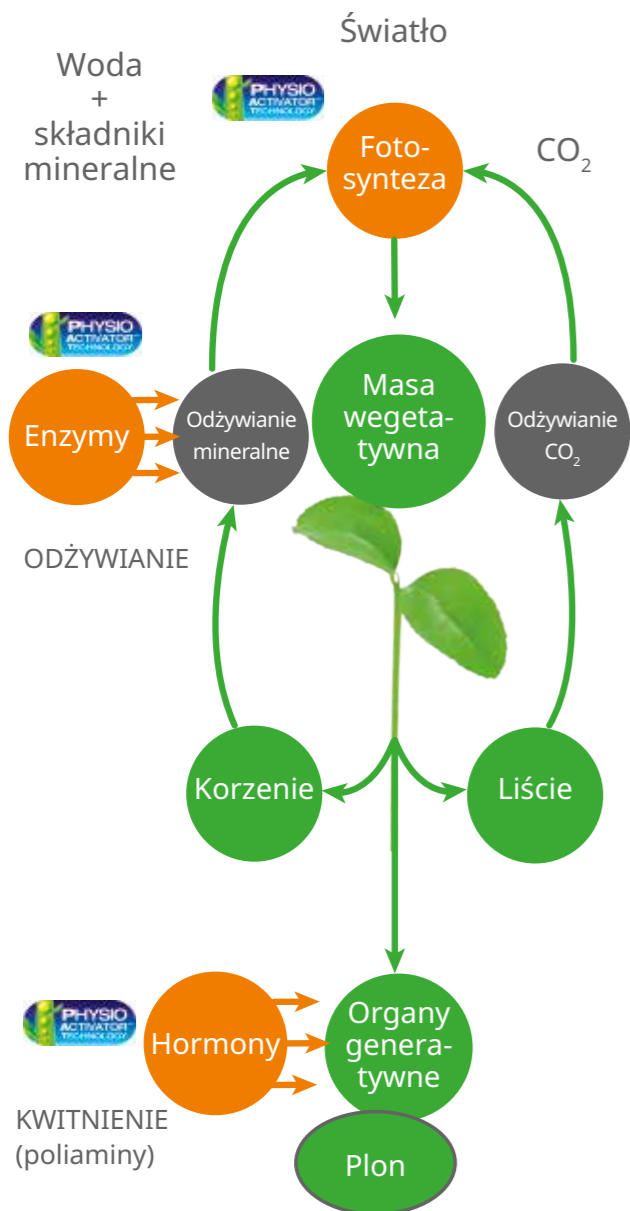 Światło
Woda
+
składniki
mineralne
PHYSIO
ACTIVATOR
TECHNOLOGY
Foto-
synteza
CO₂
PHYSIO
ACTIVATOR
TECHNOLOGY
Enzymy
Odżywianie
mineralne
Masa
wegeta-
tywna
Odżywianie
CO₂
ODŻYWIANIE
Korzenie
Liście
PHYSIO
ACTIVATOR
TECHNOLOGY
Hormony
Organy
genera-
tywne
KWITNIENIE
(poliaminy)
Plon